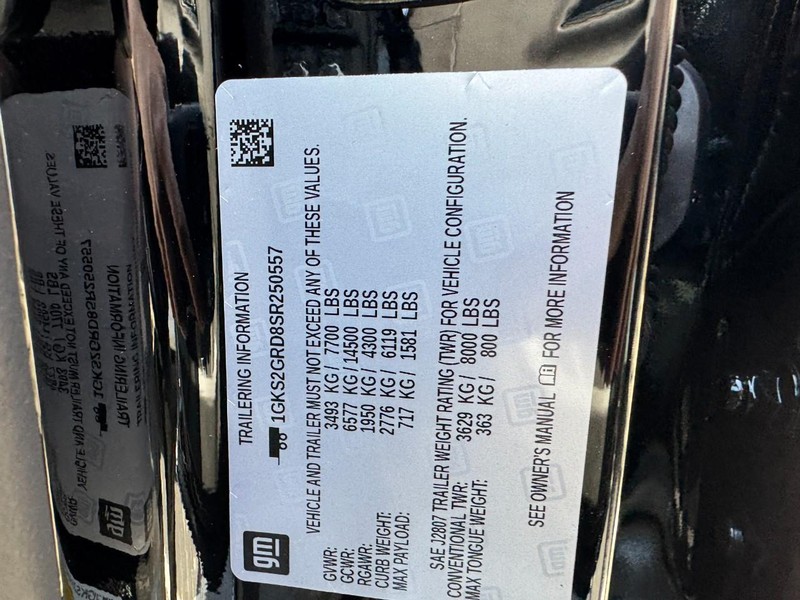 gm
TRAILERING INFORMATION
1GKS2GRD8SR250557
VEHICLE AND TRAILER MUST NOT EXCEED ANY OF THESE VALUES.
GVWR: 3493 KG / 7700 LBS
GCWR: 6577 KG / 14500 LBS
RGAWR: 1950 KG / 4300 LBS
CURB WEIGHT: 2776 KG / 6119 LBS
MAX PAYLOAD: 717 KG / 1581 LBS
SAE J2807 TRAILER WEIGHT RATING (TWR) FOR VEHICLE CONFIGURATION.
CONVENTIONAL TWR: 3629 KG / 8000 LBS
MAX TONGUE WEIGHT: 363 KG / 800 LBS
SEE OWNER'S MANUAL FOR MORE INFORMATION